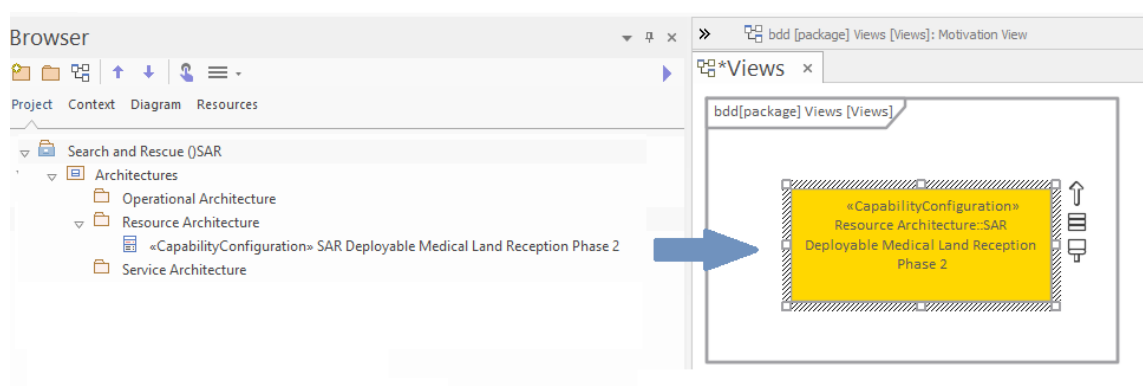 Browser
Project Context Diagram Resources
Search and Rescue ()SAR
Architectures
Operational Architecture
Resource Architecture
«CapabilityConfiguration» SAR Deployable Medical Land Reception Phase 2
Service Architecture
bdd [package] Views [Views]: Motivation View
*Views
bdd[package] Views [Views]
«CapabilityConfiguration»
Resource Architecture::SAR
Deployable Medical Land Reception
Phase 2